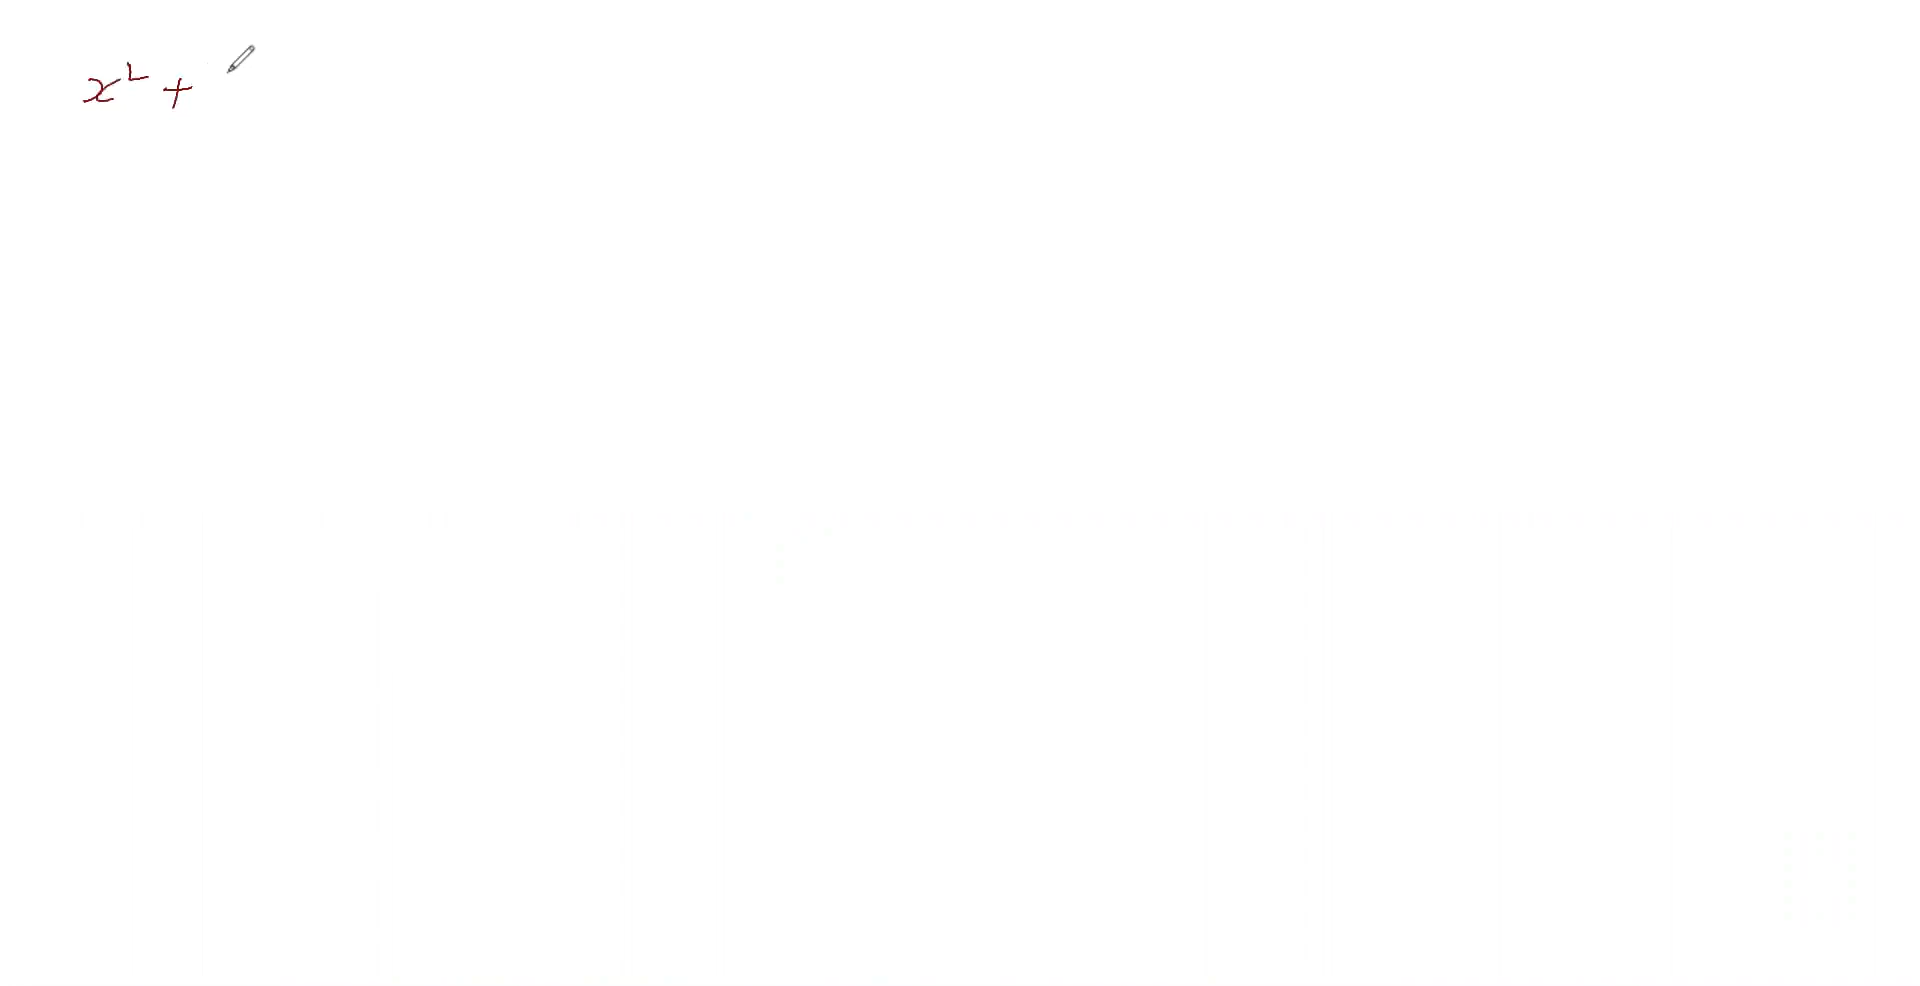 x² +